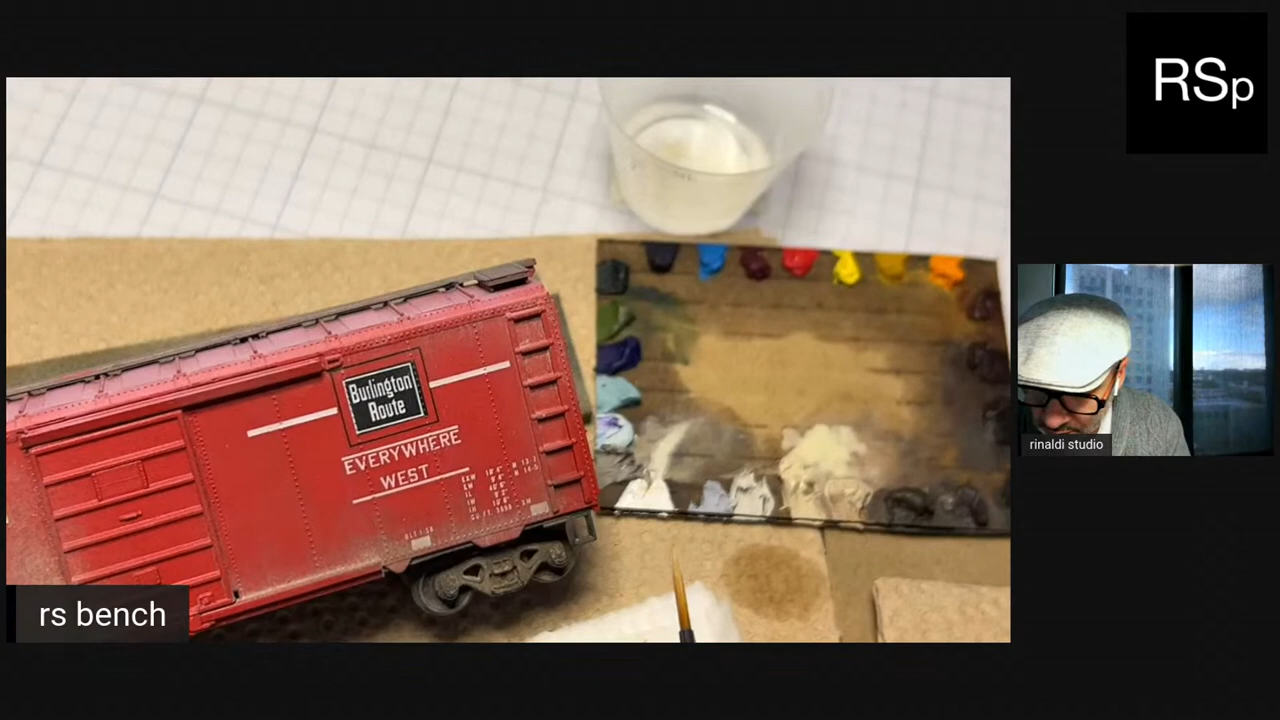 RSp
Burlington
Route
EVERYWHERE
WEST
rinaldi studio
rs bench